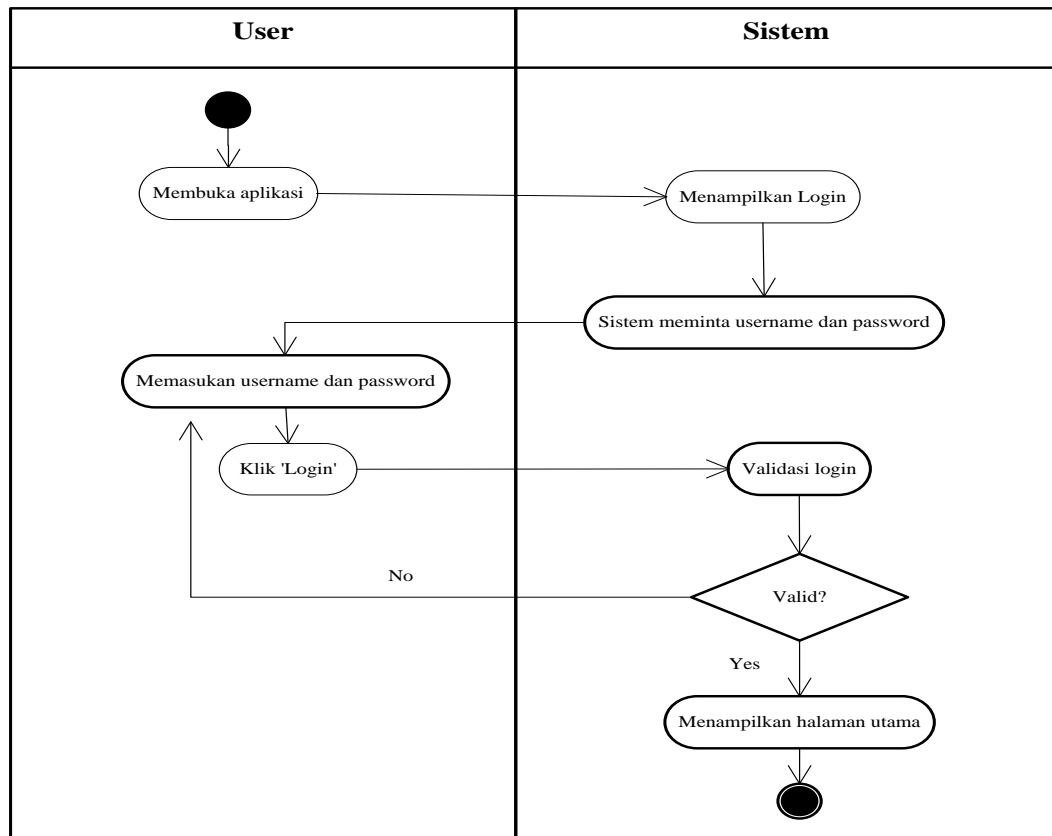 User
Sistem
Membuka aplikasi
Menampilkan Login
Sistem meminta username dan password
Memasukan username dan password
Klik 'Login'
Validasi login
No
Valid?
Yes
Menampilkan halaman utama